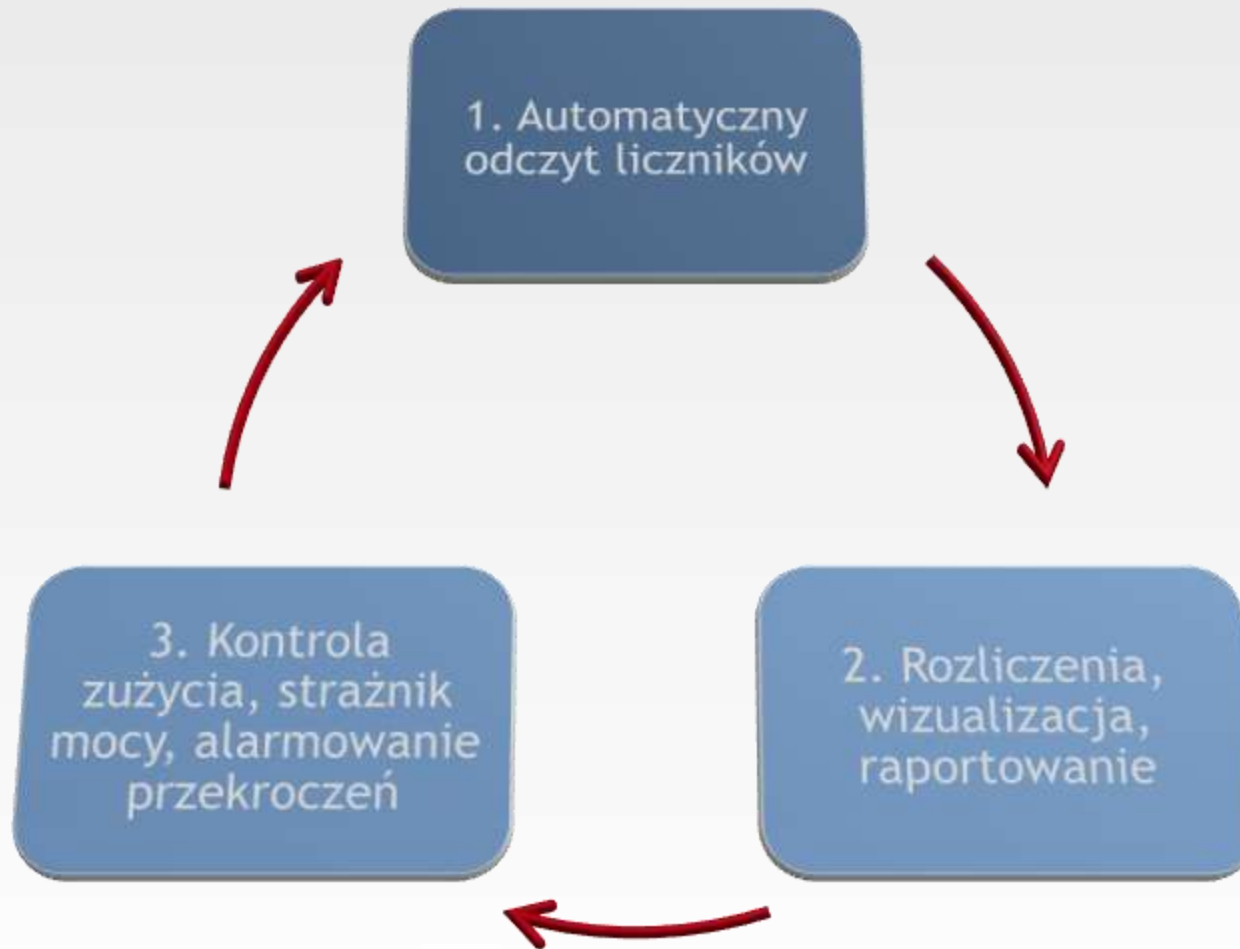 1. Automatyczny
odczyt liczników
2. Rozliczenia,
wizualizacja,
raportowanie
3. Kontrola
zużycia, strażnik
mocy, alarmowanie
przekroczeń